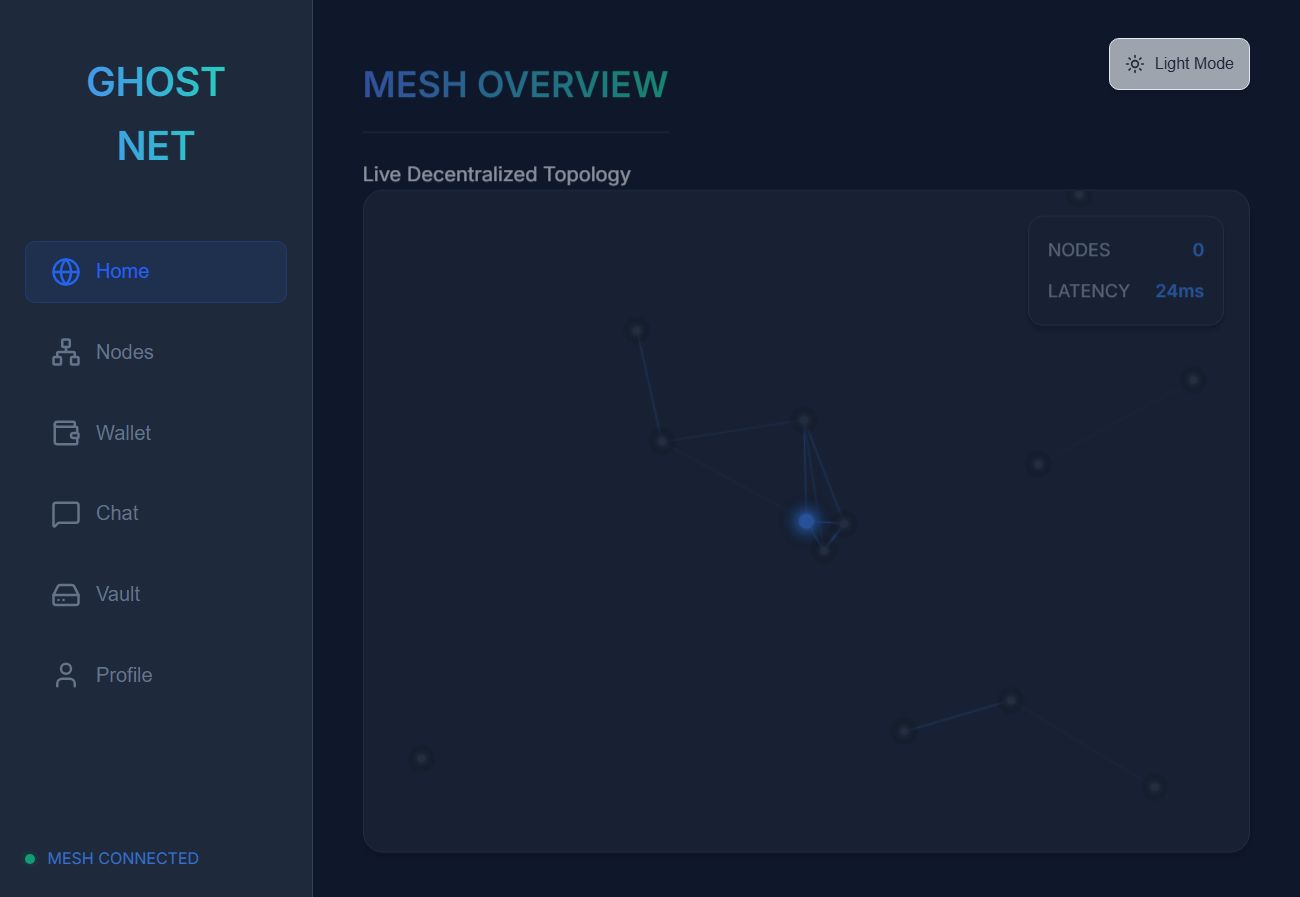 GHOST
NET
Home
Nodes
Wallet
Chat
Vault
Profile
MESH CONNECTED
MESH OVERVIEW
Light Mode
Live Decentralized Topology
NODES 0
LATENCY 24ms